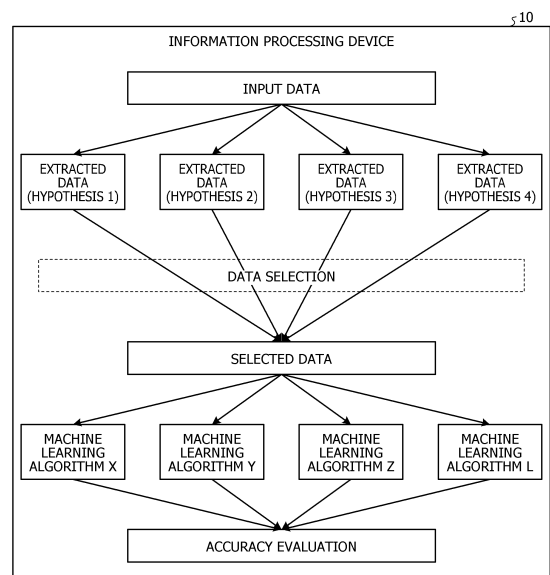 10
INFORMATION PROCESSING DEVICE
INPUT DATA
EXTRACTED
DATA
(HYPOTHESIS 1)
EXTRACTED
DATA
(HYPOTHESIS 2)
EXTRACTED
DATA
(HYPOTHESIS 3)
EXTRACTED
DATA
(HYPOTHESIS 4)
DATA SELECTION
SELECTED DATA
MACHINE
LEARNING
ALGORITHM X
MACHINE
LEARNING
ALGORITHM Y
MACHINE
LEARNING
ALGORITHM Z
MACHINE
LEARNING
ALGORITHM L
ACCURACY EVALUATION